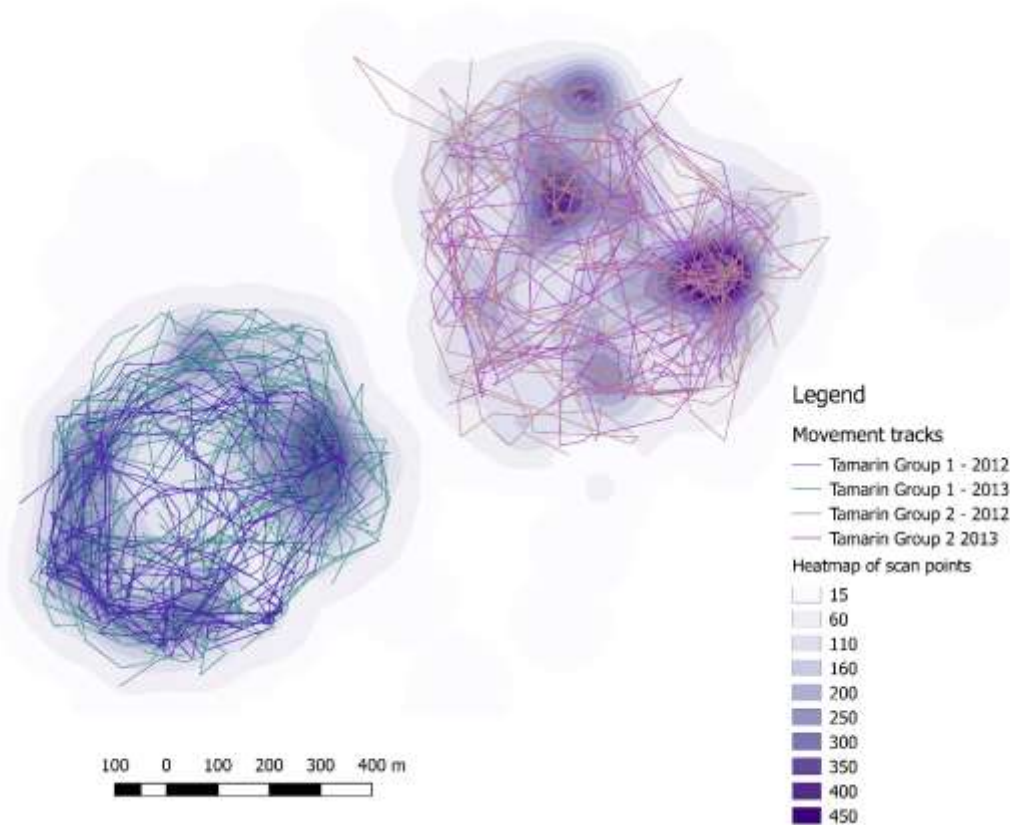 Legend
Movement tracks
Tamarin Group 1 - 2012
Tamarin Group 1 - 2013
Tamarin Group 2 - 2012
Tamarin Group 2 2013
Heatmap of scan points
15
60
110
160
200
250
300
350
400
450
100 0 100 200 300 400 m